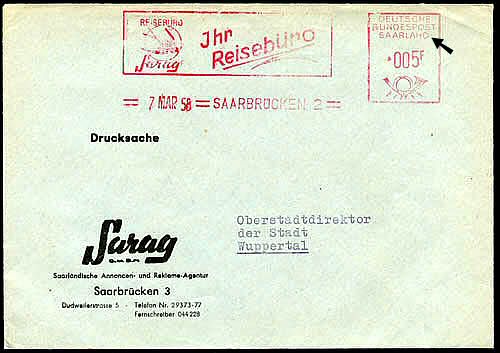 REISEBÜRO
Sarag
Ihr
Reisebüro
DEUTSCHE
BUNDESPOST
SAARLAND
*005F
= 7 MAR 58 = SAARBRÜCKEN 2 =
Drucksache
Oberstadtdirektor
der Stadt
Wuppertal
Sarag
G.m.b.H
Saarländische Annoncen- und Reklame-Agentur
Saarbrücken 3
Dudweilerstrasse 5 · Telefon Nr. 29373-77
Fernschreiber 044228